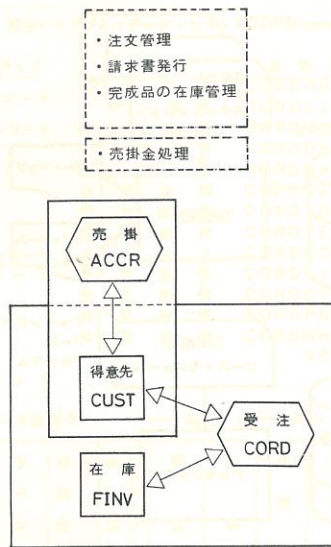 ・注文管理
・請求書発行
・完成品の在庫管理
・売掛金処理
売掛
ACCR
得意先
CUST
受注
CORD
在庫
FINV